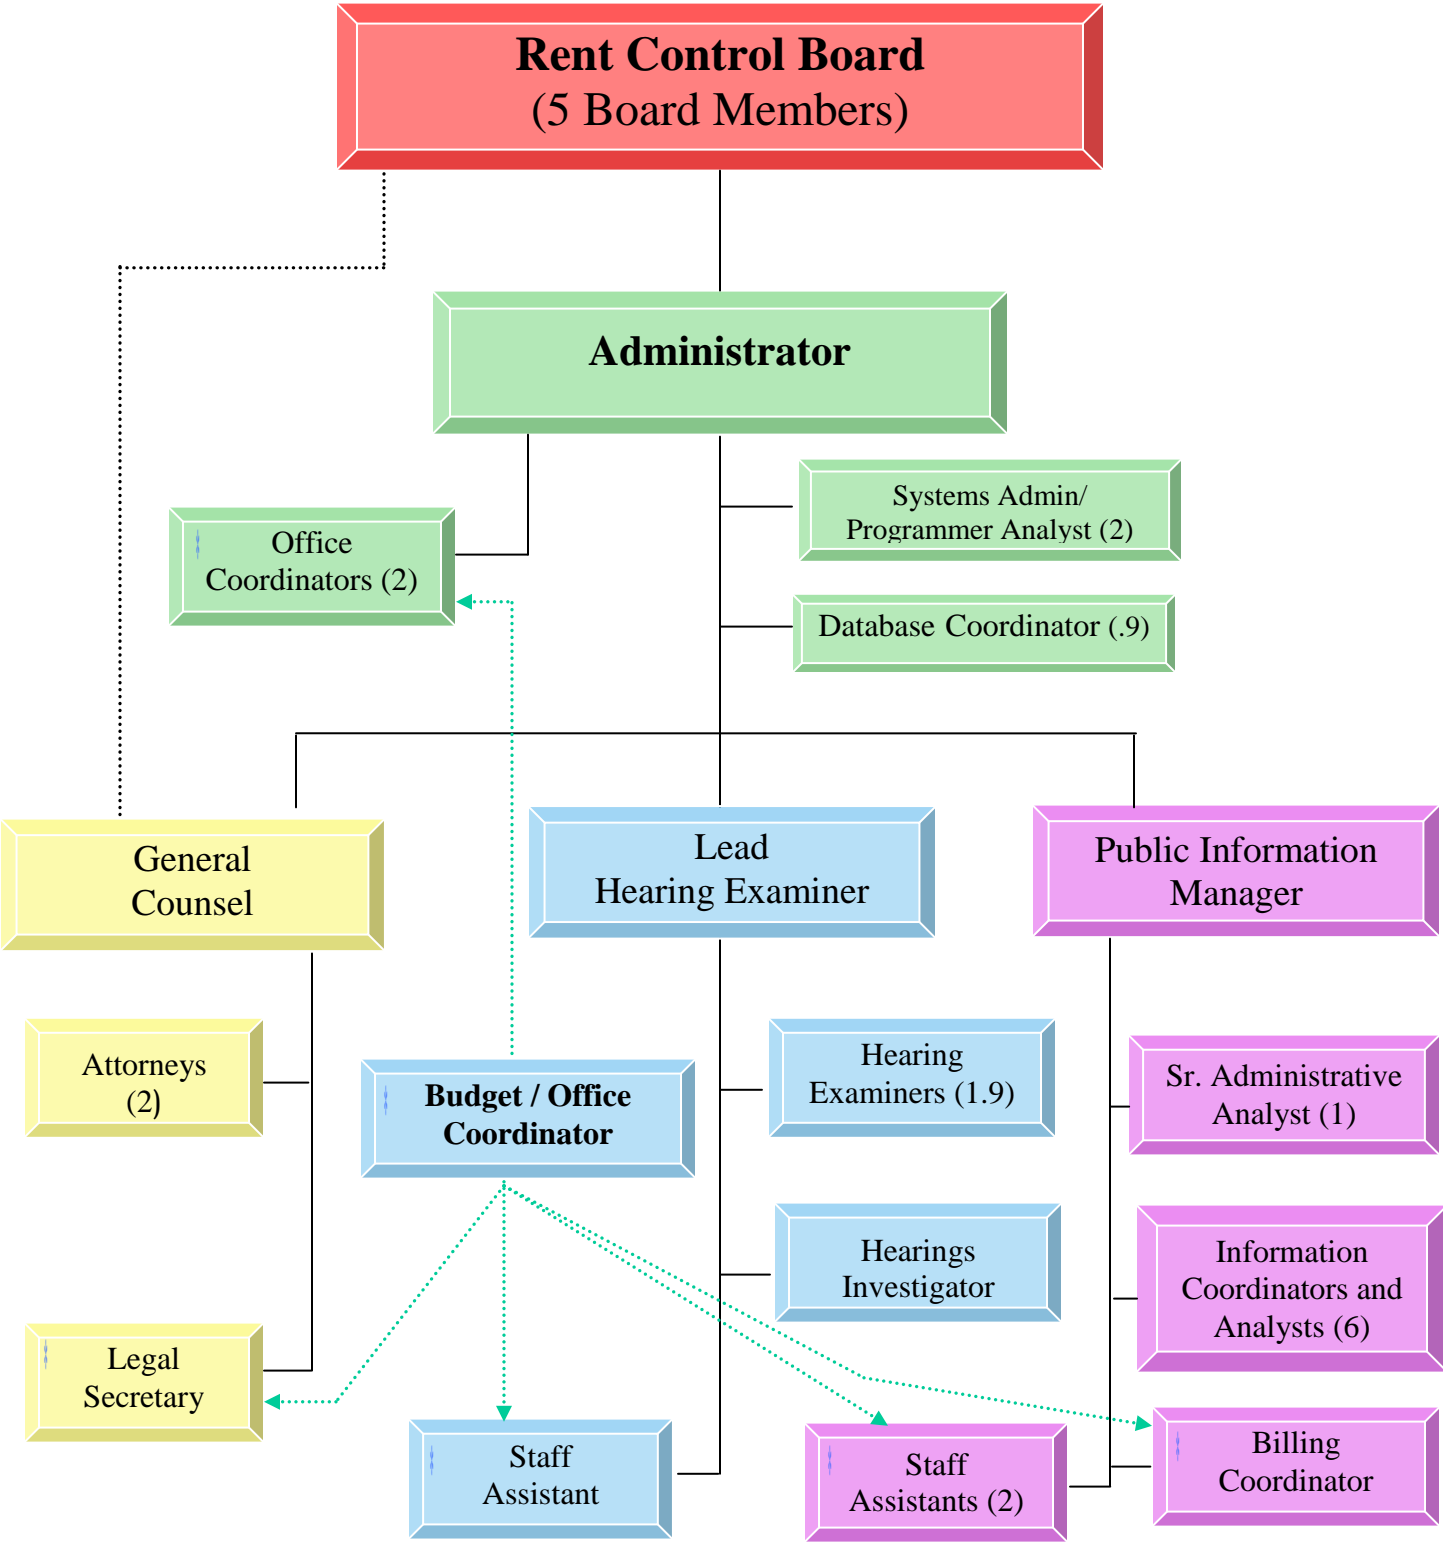 Rent Control Board
(5 Board Members)
Administrator
Systems Admin/
Programmer Analyst (2)
Office
Coordinators (2)
Database Coordinator (.9)
General
Counsel
Lead
Hearing Examiner
Public Information
Manager
Attorneys
(2)
Budget / Office
Coordinator
Hearing
Examiners (1.9)
Sr. Administrative
Analyst (1)
Hearings
Investigator
Information
Coordinators and
Analysts (6)
Legal
Secretary
Staff
Assistant
Staff
Assistants (2)
Billing
Coordinator